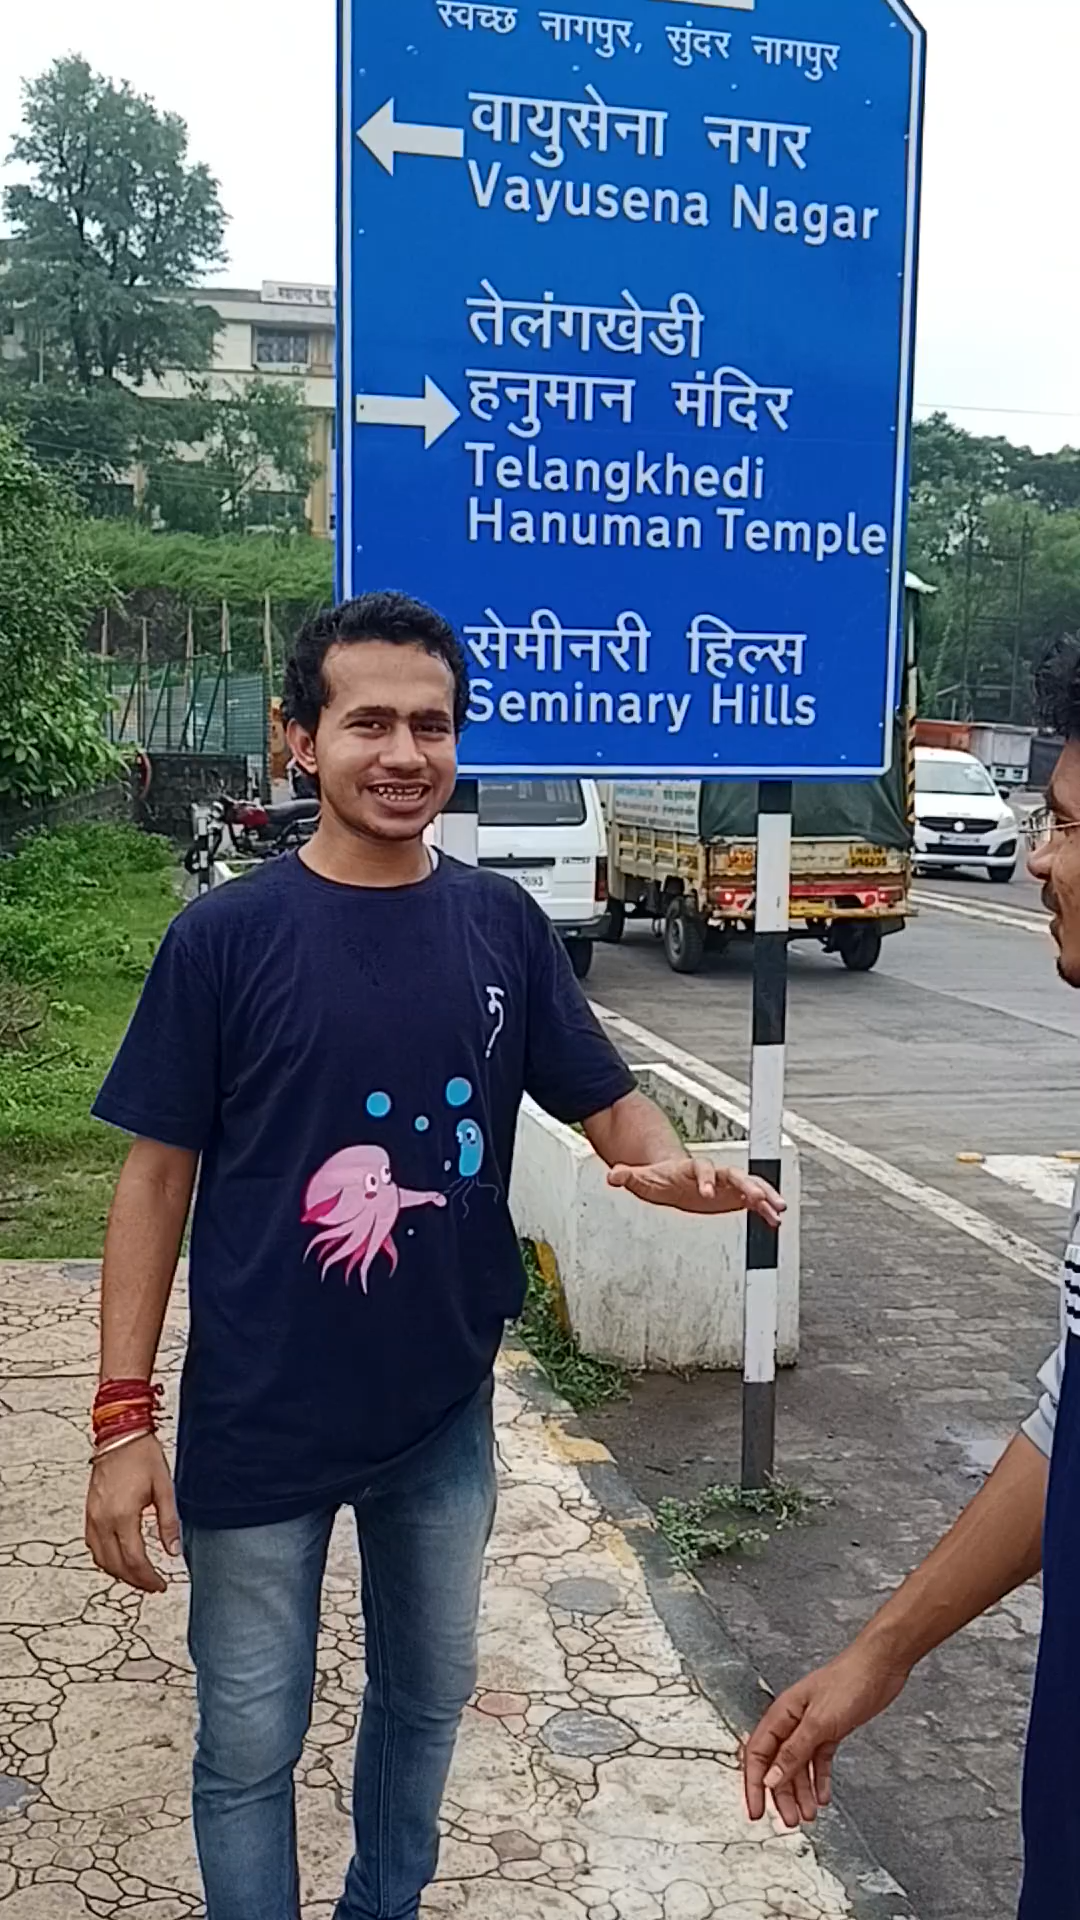 स्वच्छ नागपुर, सुंदर नागपुर
वायुसेना नगर
Vayusena Nagar
तेलंगखेडी
हनुमान मंदिर
Telangkhedi
Hanuman Temple
सेमीनरी हिल्स
Seminary Hills